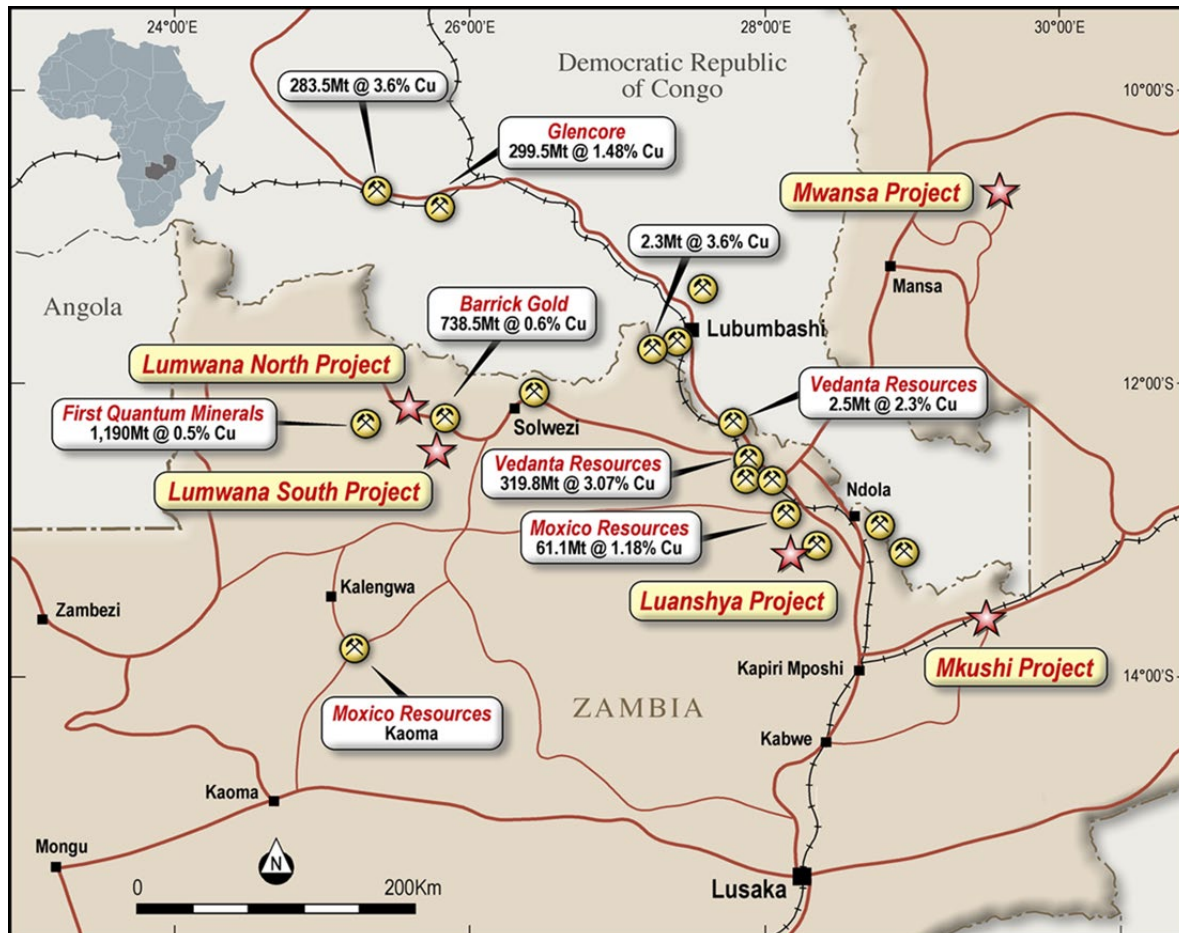 24°00'E
26°00'E
28°00'E
30°00'E
Democratic Republic
of Congo
283.5Mt @ 3.6% Cu
10°00'S
Glencore
299.5Mt @ 1.48% Cu
Mwansa Project
2.3Mt @ 3.6% Cu
Mansa
Angola
Barrick Gold
738.5Mt @ 0.6% Cu
Lubumbashi
Lumwana North Project
12°00'S
Vedanta Resources
2.5Mt @ 2.3% Cu
First Quantum Minerals
1,190Mt @ 0.5% Cu
Solwezi
Vedanta Resources
319.8Mt @ 3.07% Cu
Lumwana South Project
Ndola
Moxico Resources
61.1Mt @ 1.18% Cu
Kalengwa
Luanshya Project
Zambezi
Kapiri Mposhi
Mkushi Project
14°00'S
Moxico Resources
Kaoma
ZAMBIA
Kabwe
Kaoma
Mongu
N
0
200Km
Lusaka